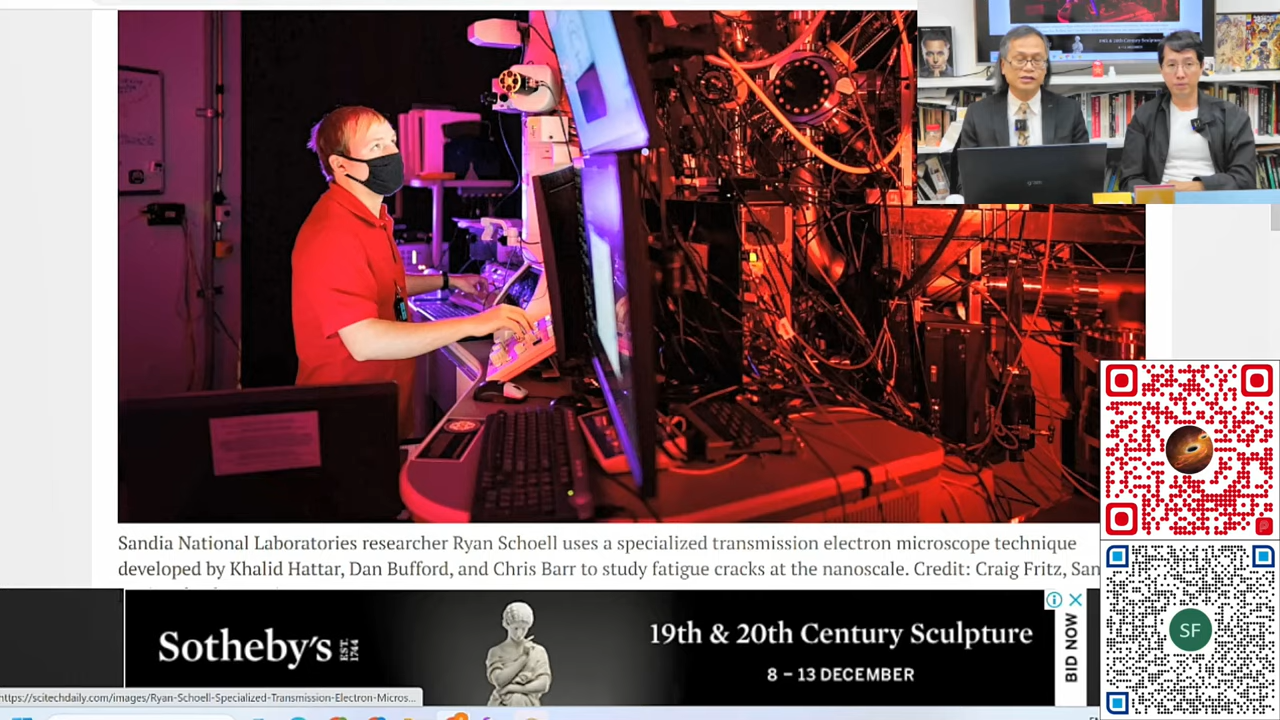 Sandia National Laboratories researcher Ryan Schoell uses a specialized transmission electron microscope technique
developed by Khalid Hattar, Dan Bufford, and Chris Barr to study fatigue cracks at the nanoscale. Credit: Craig Fritz, San
Sotheby's EST. 1744
19th & 20th Century Sculpture
8 – 13 DECEMBER
BID NOW
SF
https://scitechdaily.com/images/Ryan-Schoell-Specialized-Transmission-Electron-Micros...